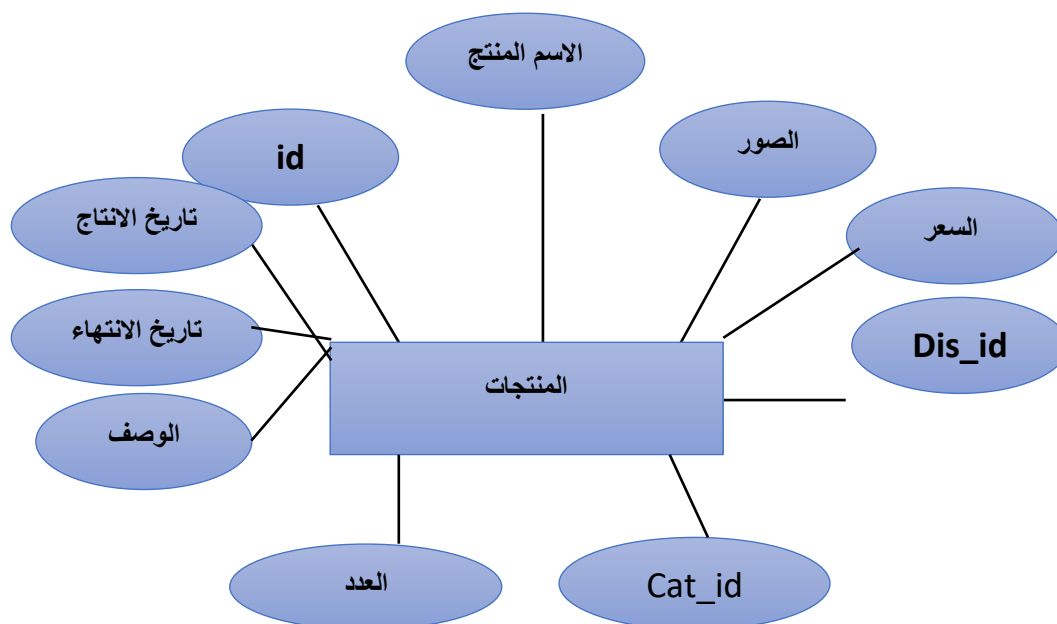 الاسم المنتج
الصور
id
السعر
تاريخ الانتاج
تاريخ الانتهاء
Dis_id
المنتجات
الوصف
العدد
Cat_id